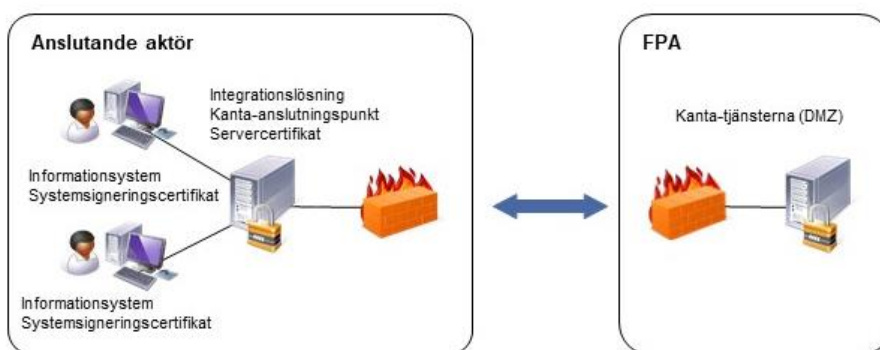 Anslutande aktör
Integrationslösning
Kanta-anslutningspunkt
Servercertifikat
Informationsystem
Systemsigneringscertifikat
Informationsystem
Systemsigneringscertifikat
FPA
Kanta-tjänsterna (DMZ)